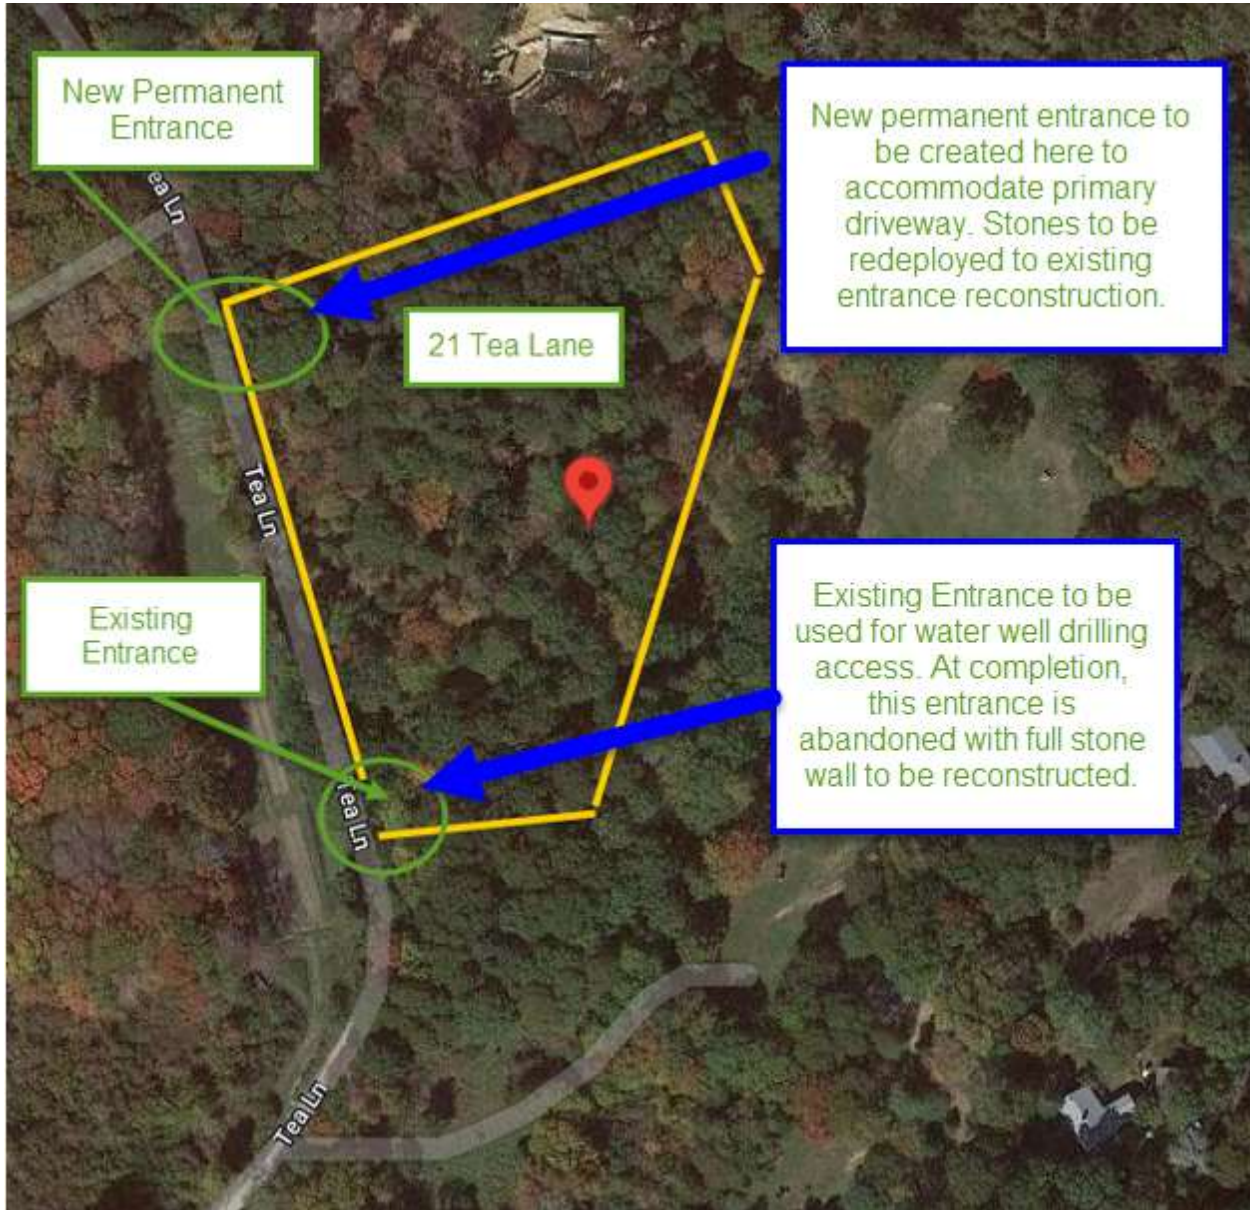 New Permanent
Entrance
New permanent entrance to
be created here to
accommodate primary
driveway. Stones to be
redeployed to existing
entrance reconstruction.
ea Ln
21 Tea Lane
Tea Ln
Existing
Entrance
Existing Entrance to be
used for water well drilling
access. At completion,
this entrance is
abandoned with full stone
wall to be reconstructed.
Tea Ln
Tea Ln